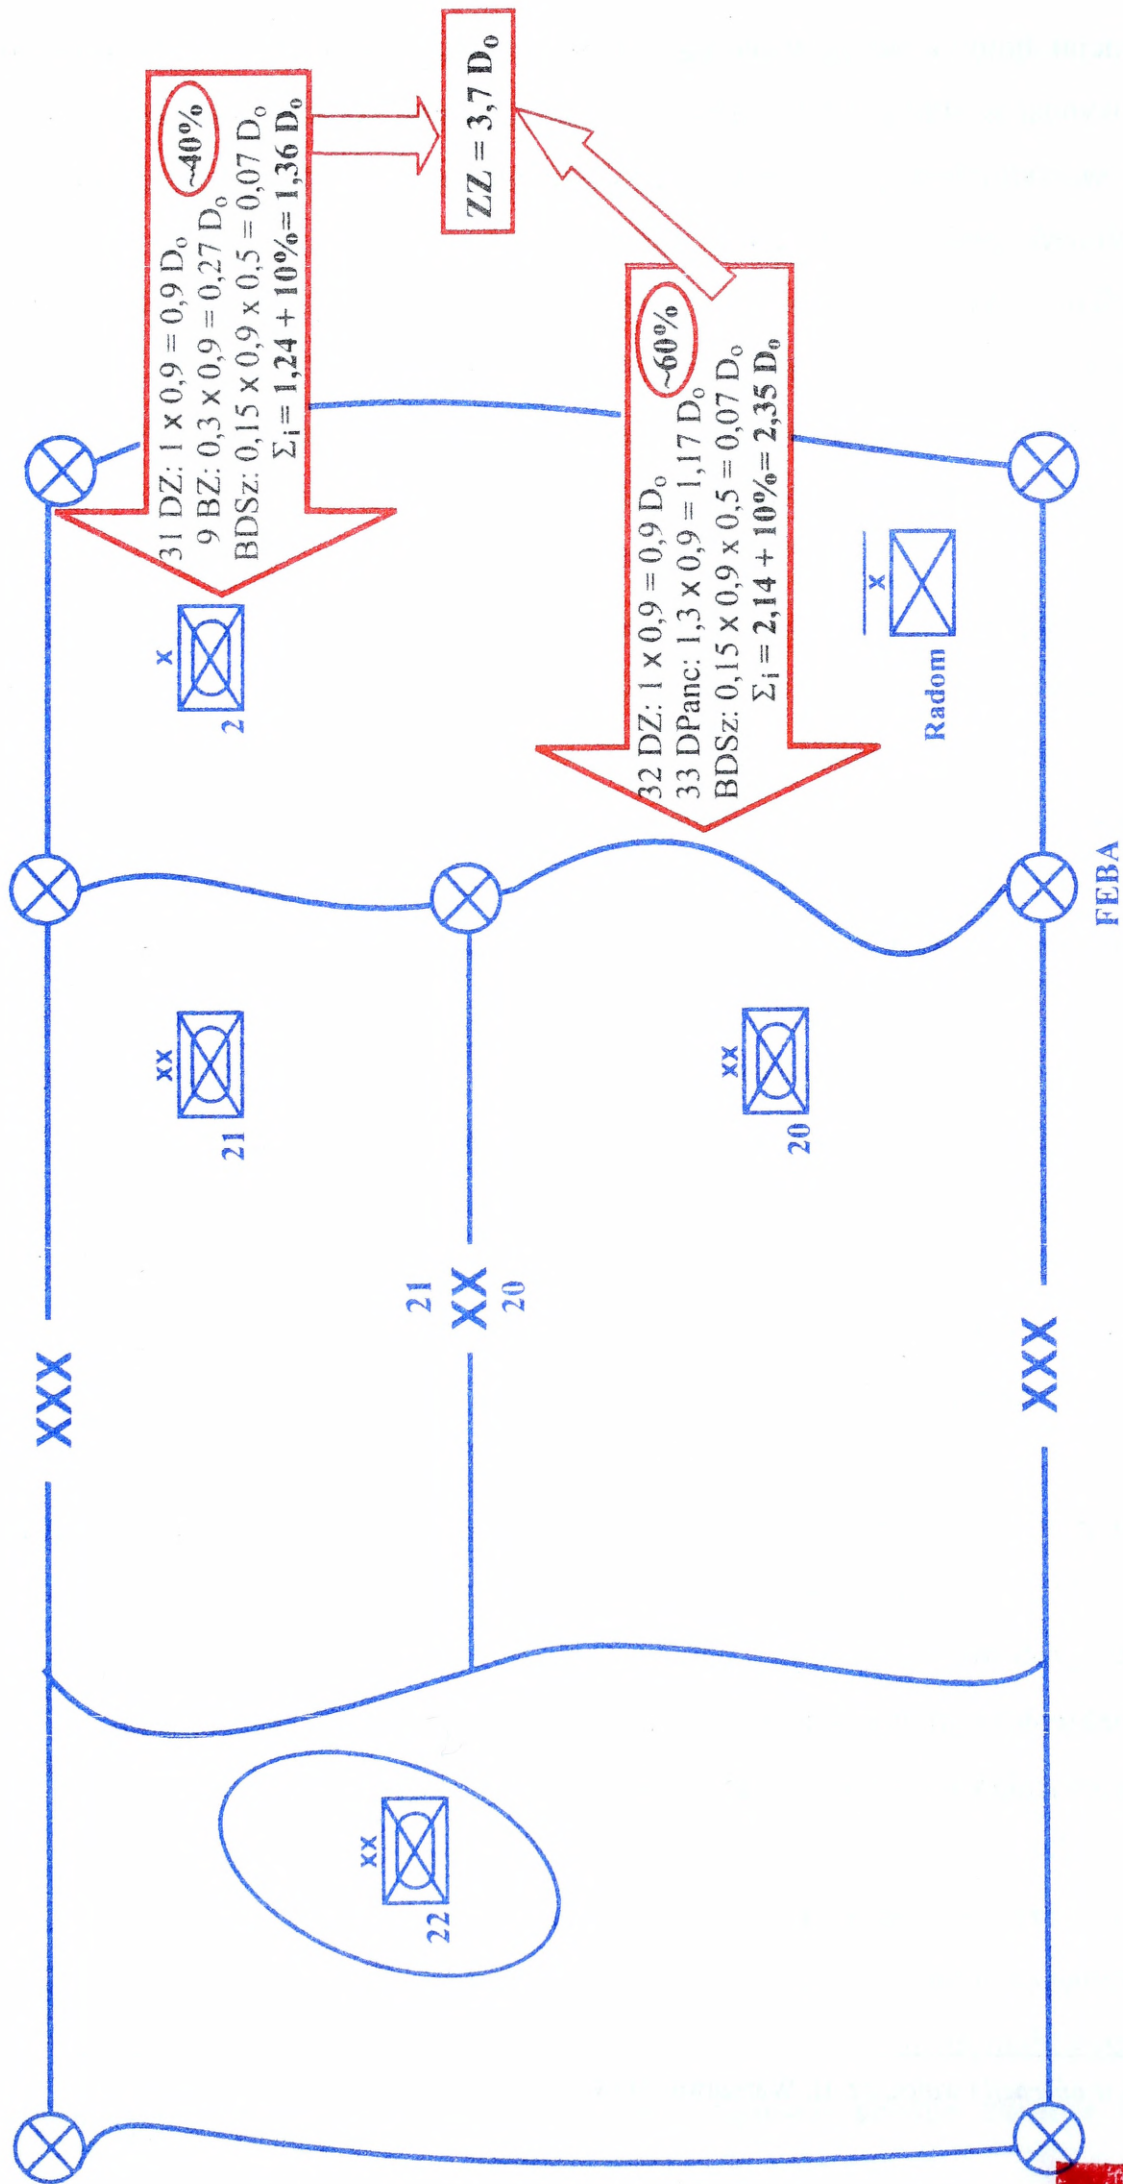 31 DZ: 1 x 0,9 = 0,9 D₀
~40%
9 BZ: 0,3 x 0,9 = 0,27 D₀
BDSz: 0,15 x 0,9 x 0,5 = 0,07 D₀
Σᵢ = 1,24 + 10%= 1,36 D₀
ZZ = 3,7 D₀
32 DZ: 1 x 0,9 = 0,9 D₀
~60%
33 DPanc: 1,3 x 0,9 = 1,17 D₀
BDSz: 0,15 x 0,9 x 0,5 = 0,07 D₀
Σᵢ = 2,14 + 10%= 2,35 D₀
XXX
x
2
xx
21
21
XX
20
xx
20
xx
22
x
Radom
XXX
FEBA